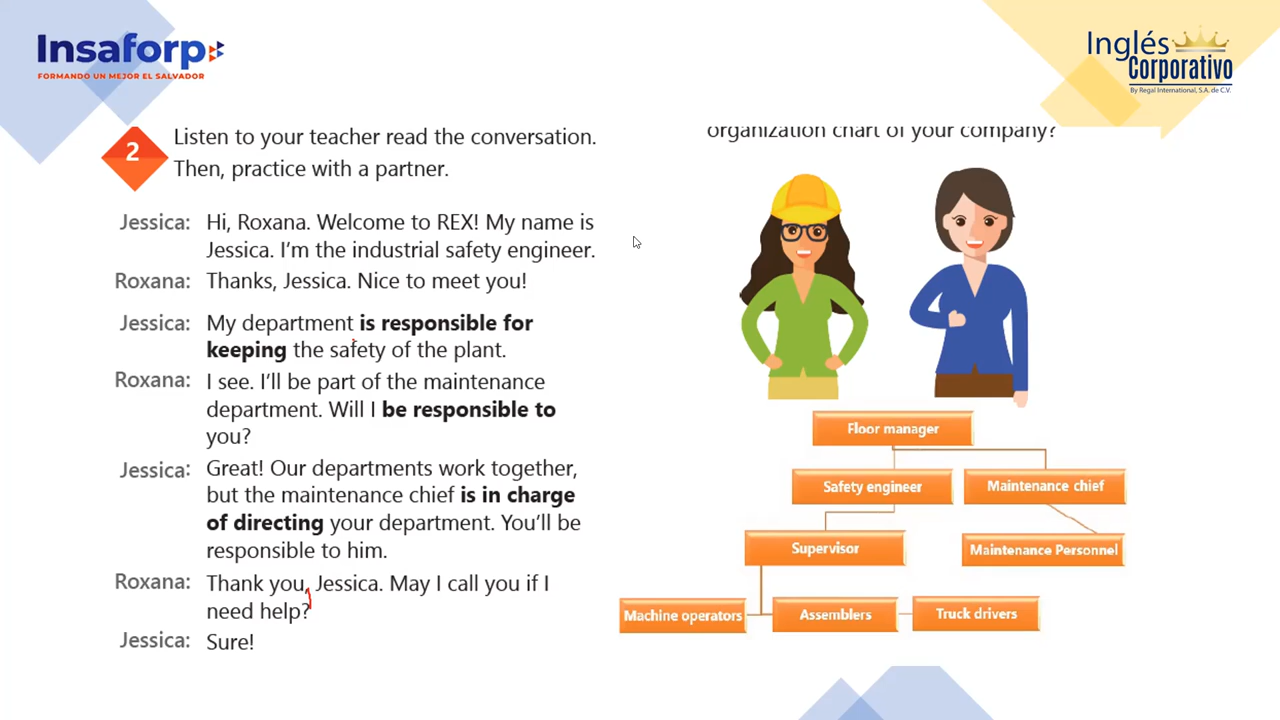 Insaforp
FORMANDO UN MEJOR EL SALVADOR
Inglés
Corporativo
By Regal International, S.A. de C.V.
2
Listen to your teacher read the conversation.
Then, practice with a partner.
Jessica: Hi, Roxana. Welcome to REX! My name is
Jessica. I'm the industrial safety engineer.
Roxana: Thanks, Jessica. Nice to meet you!
Jessica: My department is responsible for
keeping the safety of the plant.
Roxana: I see. I'll be part of the maintenance
department. Will I be responsible to
you?
Jessica: Great! Our departments work together,
but the maintenance chief is in charge
of directing your department. You'll be
responsible to him.
Roxana: Thank you, Jessica. May I call you if I
need help?
Jessica: Sure!
organization chart of your company?
Floor manager
Safety engineer
Maintenance chief
Supervisor
Maintenance Personnel
Machine operators
Assemblers
Truck drivers